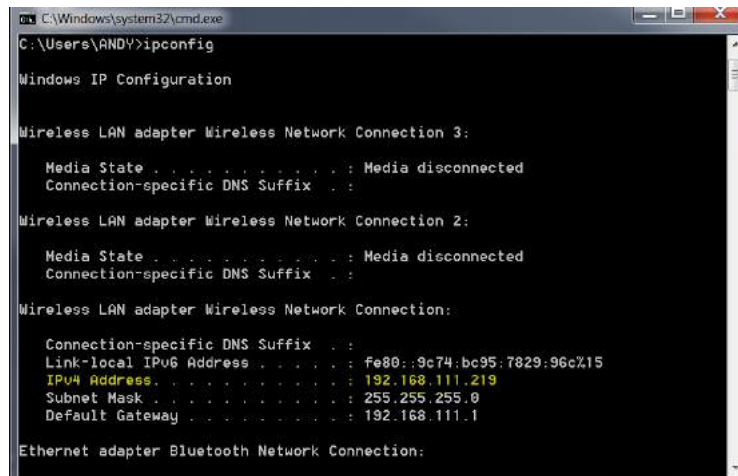 C:\Windows\system32\cmd.exe
C:\Users\ANDY>ipconfig
Windows IP Configuration
Wireless LAN adapter Wireless Network Connection 3:
Media State . . . . . . . . . . . : Media disconnected
Connection-specific DNS Suffix . :
Wireless LAN adapter Wireless Network Connection 2:
Media State . . . . . . . . . . . : Media disconnected
Connection-specific DNS Suffix . :
Wireless LAN adapter Wireless Network Connection:
Connection-specific DNS Suffix . :
Link-local IPv6 Address . . . . . : fe80::9c74:bc95:7829:96c%15
IPv4 Address. . . . . . . . . . . : 192.168.111.219
Subnet Mask . . . . . . . . . . . : 255.255.255.0
Default Gateway . . . . . . . . . : 192.168.111.1
Ethernet adapter Bluetooth Network Connection: